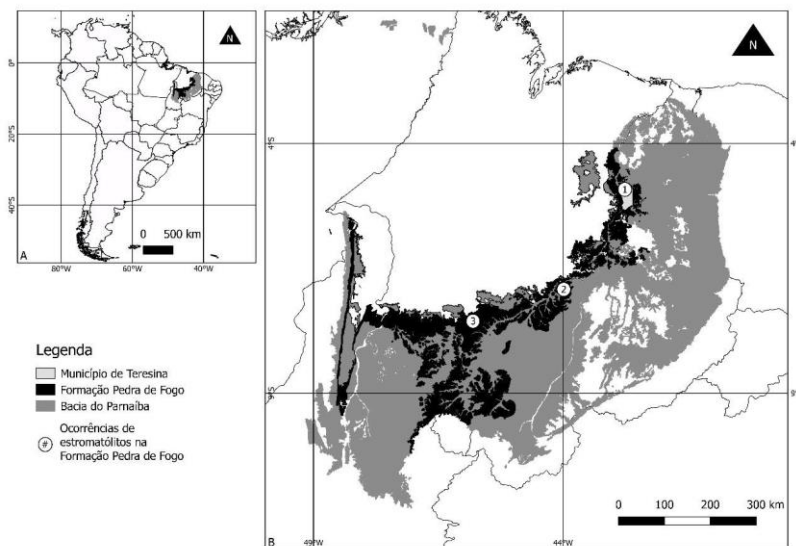 N
0°
20°S
40°S
0 500 km
A
80°W 60°W 40°W
Legenda
Município de Teresina
Formação Pedra de Fogo
Bacia do Parnaíba
# Ocorrências de
estromatólitos na
Formação Pedra de Fogo
N
4°S
1
2
3
0 100 200 300 km
B
49°W 44°W